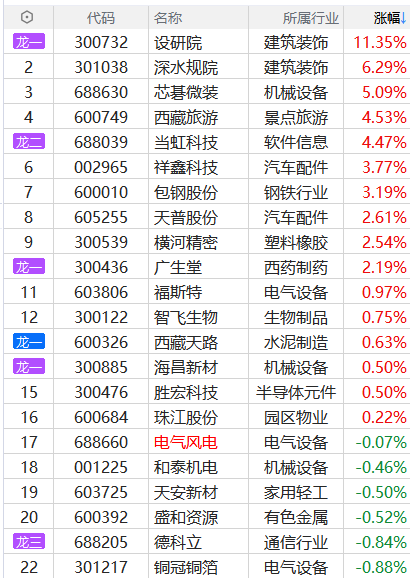 代码 名称 所属行业 涨幅↓
龙一 300732 设研院 建筑装饰 11.35%
2 301038 深水规院 建筑装饰 6.29%
3 688630 芯碁微装 机械设备 5.09%
4 600749 西藏旅游 景点旅游 4.53%
龙二 688039 当虹科技 软件信息 4.47%
6 002965 祥鑫科技 汽车配件 3.77%
7 600010 包钢股份 钢铁行业 3.19%
8 605255 天普股份 汽车配件 2.61%
9 300539 横河精密 塑料橡胶 2.54%
龙一 300436 广生堂 西药制药 2.19%
11 603806 福斯特 电气设备 0.97%
12 300122 智飞生物 生物制品 0.75%
龙一 600326 西藏天路 水泥制造 0.63%
龙一 300885 海昌新材 机械设备 0.50%
15 300476 胜宏科技 半导体元件 0.50%
16 600684 珠江股份 园区物业 0.22%
17 688660 电气风电 电气设备 -0.07%
18 001225 和泰机电 机械设备 -0.46%
19 603725 天安新材 家用轻工 -0.50%
20 600392 盛和资源 有色金属 -0.52%
龙三 688205 德科立 通信行业 -0.84%
22 301217 铜冠铜箔 电气设备 -0.88%